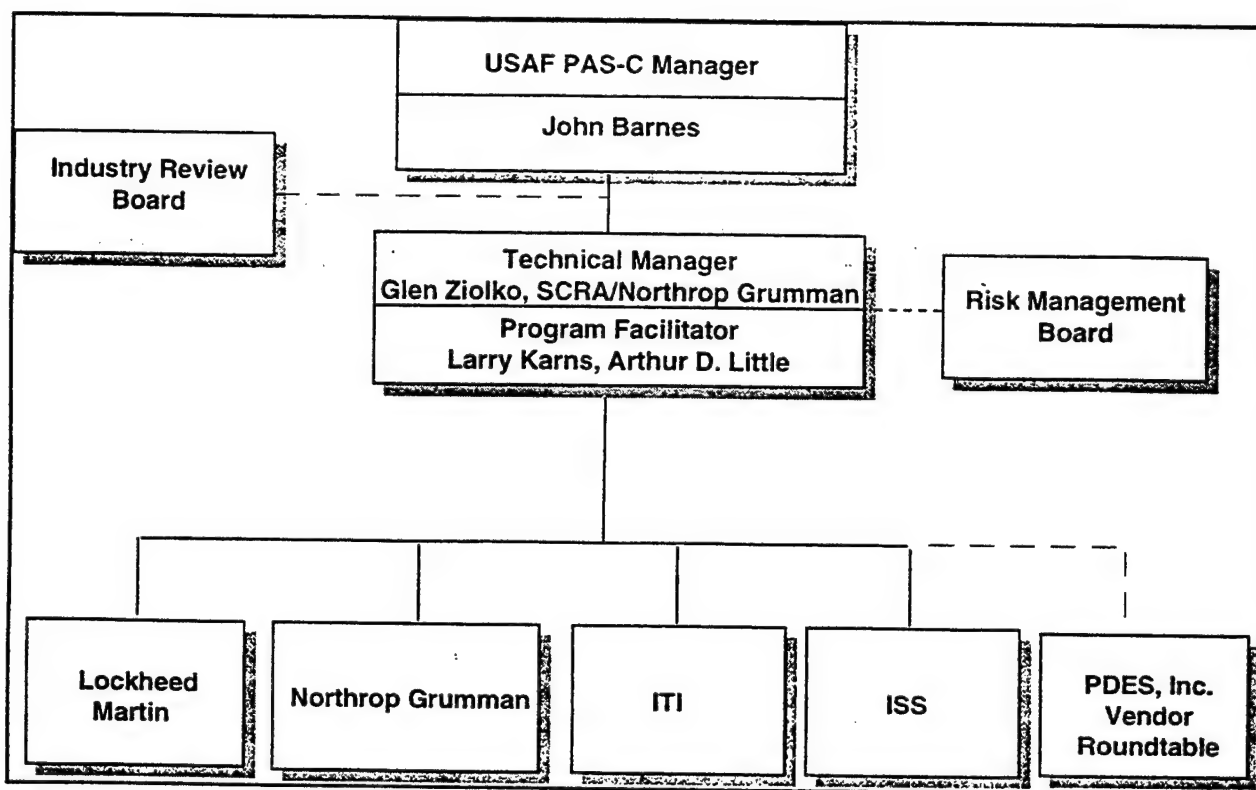 USAF PAS-C Manager
John Barnes
Industry Review
Board
Technical Manager
Glen Ziolko, SCRA/Northrop Grumman
Program Facilitator
Larry Karns, Arthur D. Little
Risk Management
Board
Lockheed
Martin
Northrop Grumman
ITI
ISS
PDES, Inc.
Vendor
Roundtable